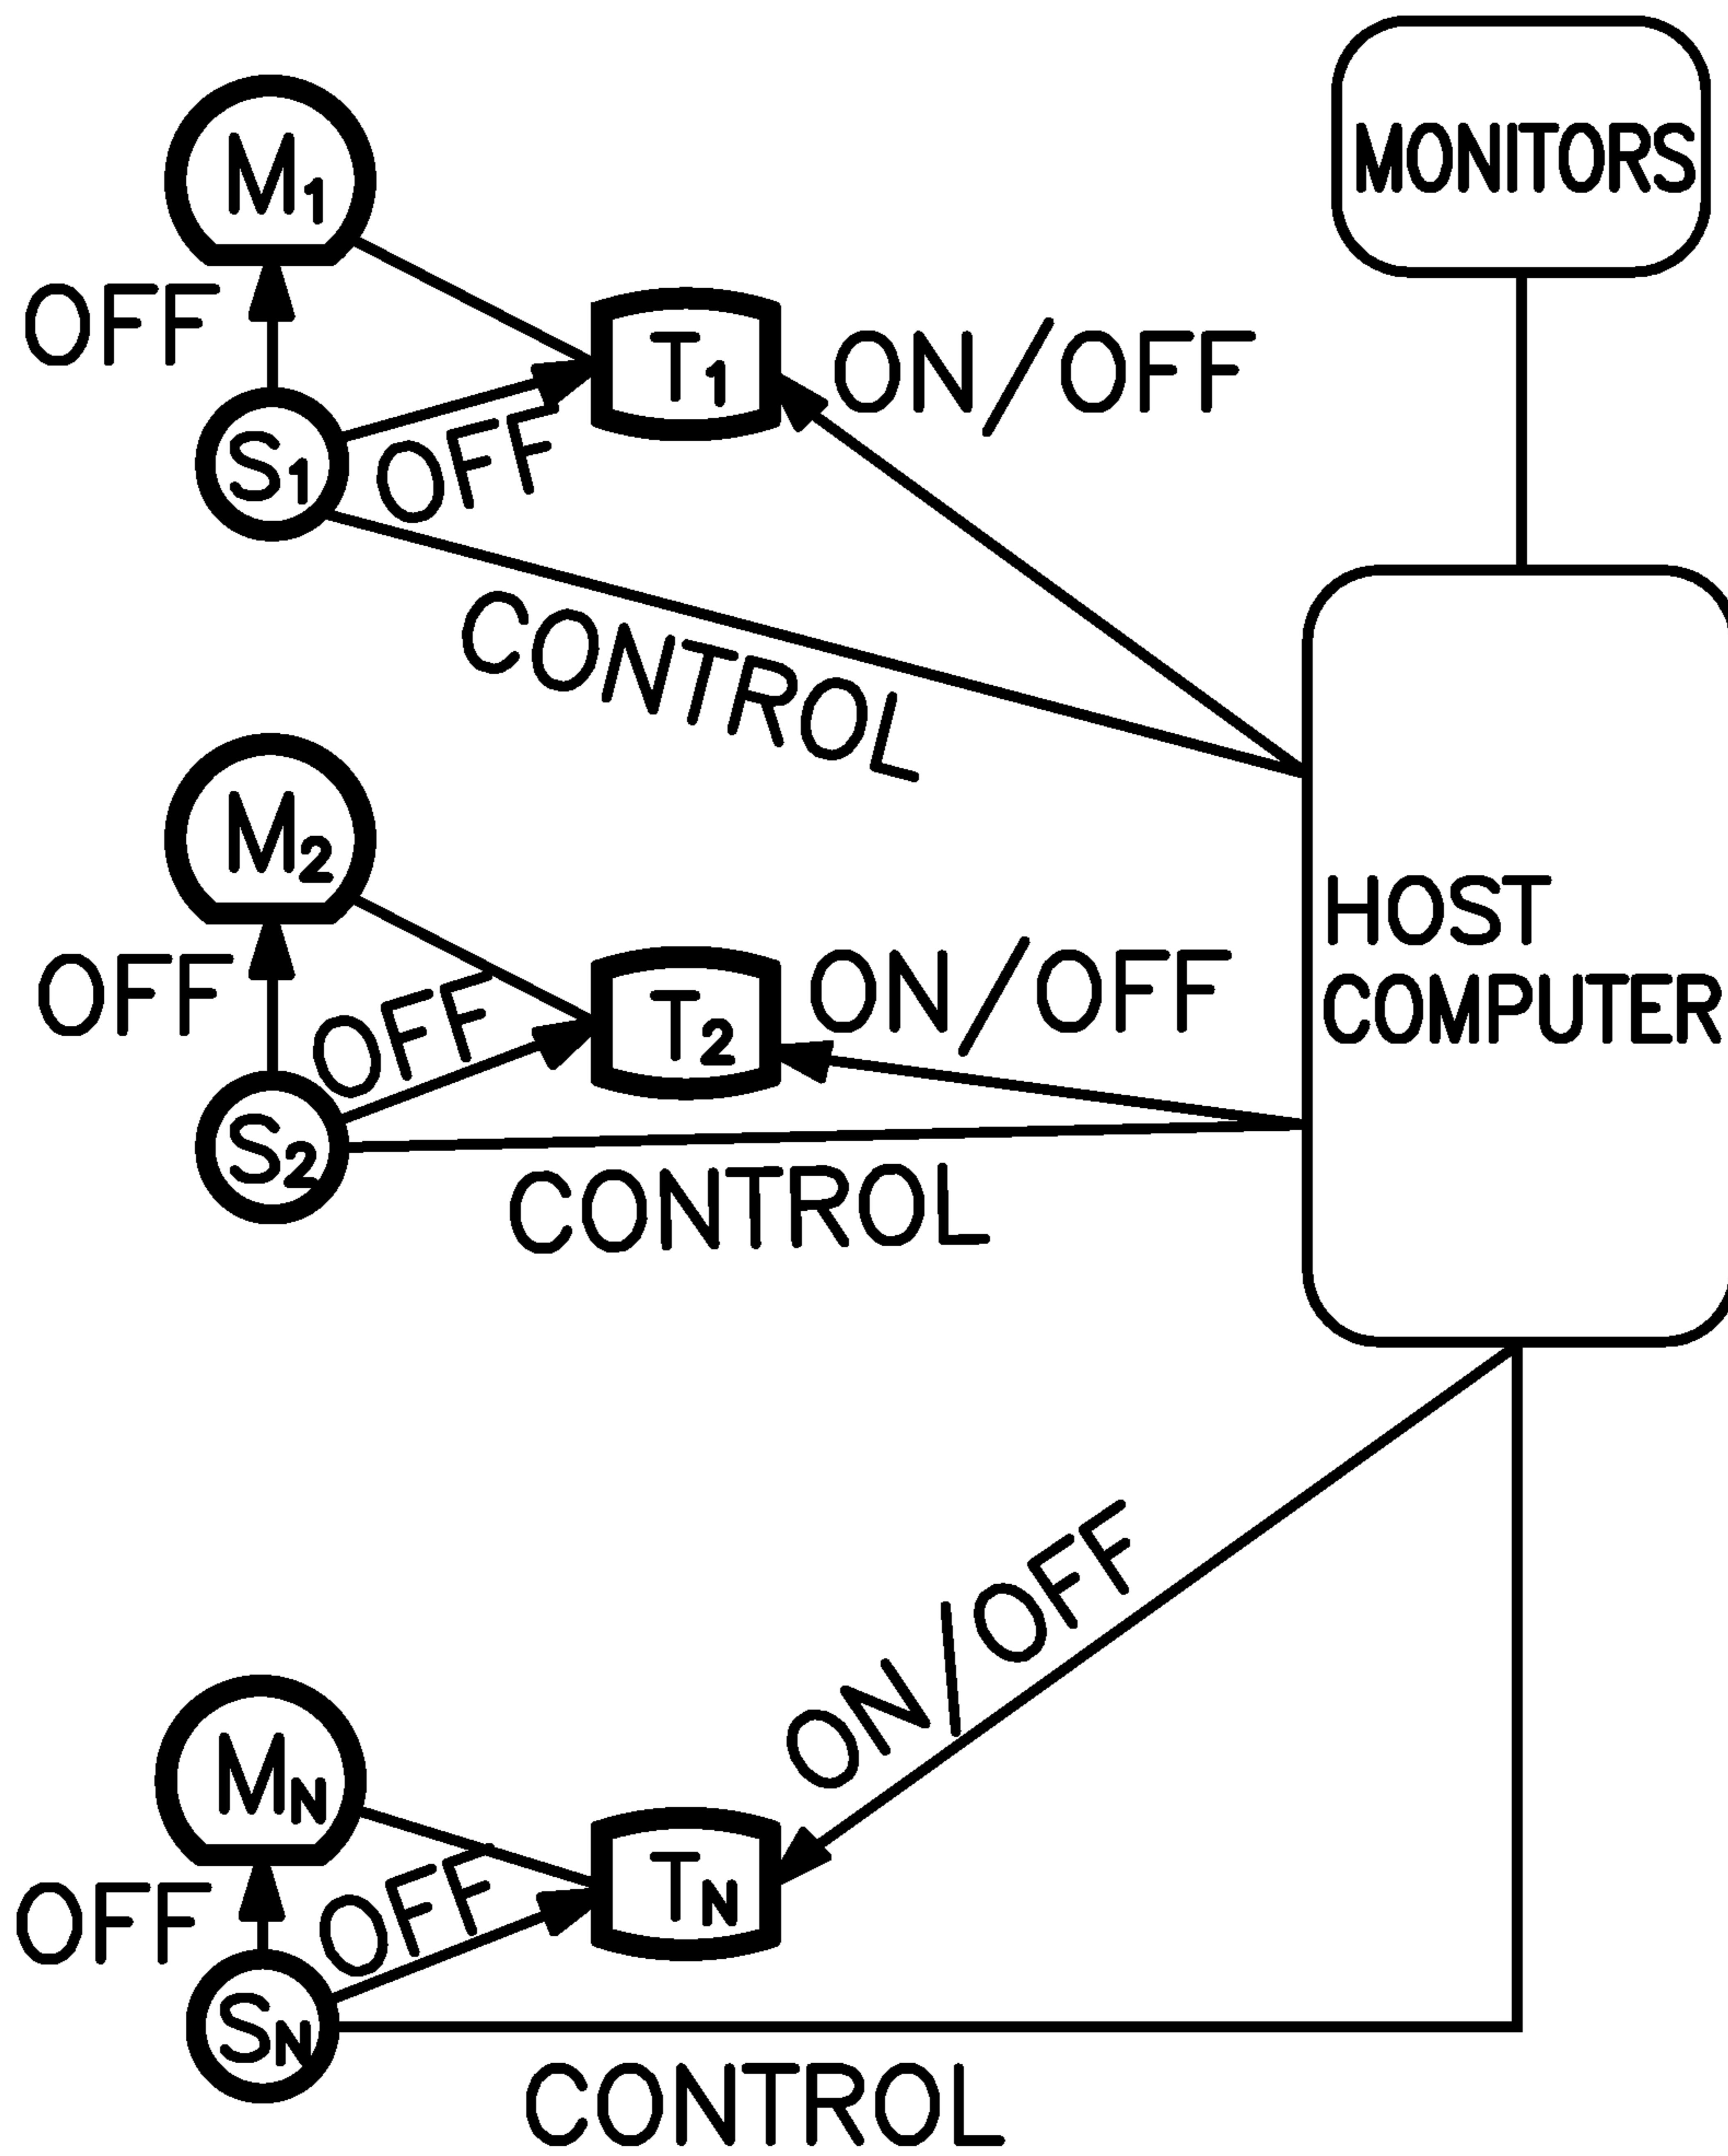 MONITORS
M1
OFF
T1
ON/OFF
S1
OFF
CONTROL
M2
HOST
COMPUTER
OFF
OFF
T2
ON/OFF
S2
CONTROL
ON/OFF
MN
OFF
OFF
TN
SN
CONTROL